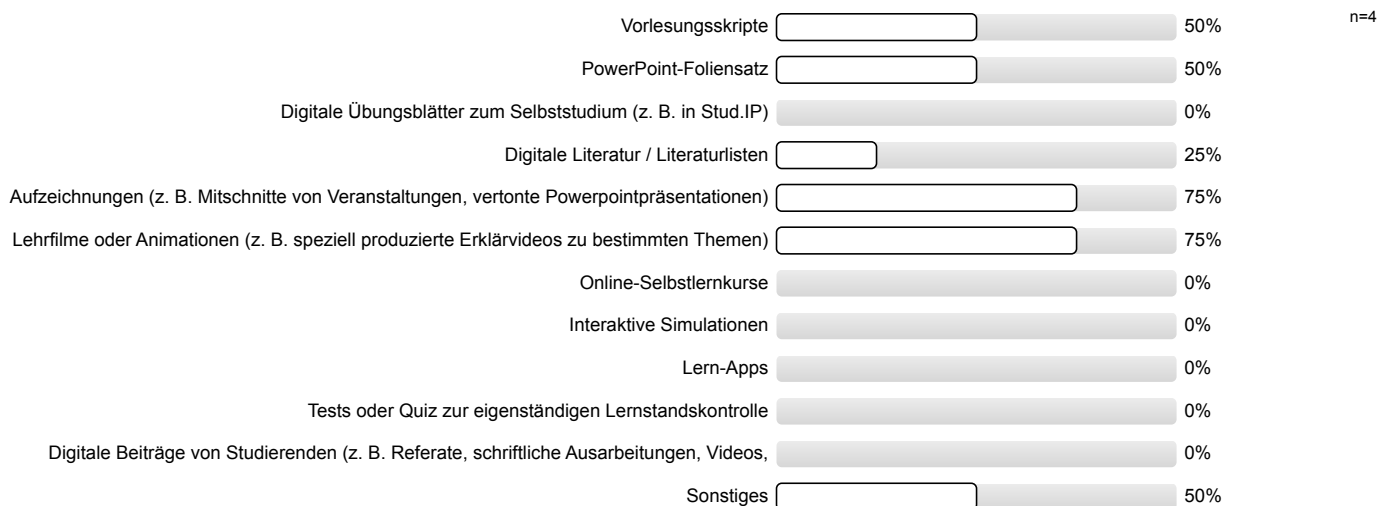 Vorlesungsskripte 50% n=4
PowerPoint-Foliensatz 50%
Digitale Übungsblätter zum Selbststudium (z. B. in Stud.IP) 0%
Digitale Literatur / Literaturlisten 25%
Aufzeichnungen (z. B. Mitschnitte von Veranstaltungen, vertonte Powerpointpräsentationen) 75%
Lehrfilme oder Animationen (z. B. speziell produzierte Erklärvideos zu bestimmten Themen) 75%
Online-Selbstlernkurse 0%
Interaktive Simulationen 0%
Lern-Apps 0%
Tests oder Quiz zur eigenständigen Lernstandskontrolle 0%
Digitale Beiträge von Studierenden (z. B. Referate, schriftliche Ausarbeitungen, Videos, 0%
Sonstiges 50%